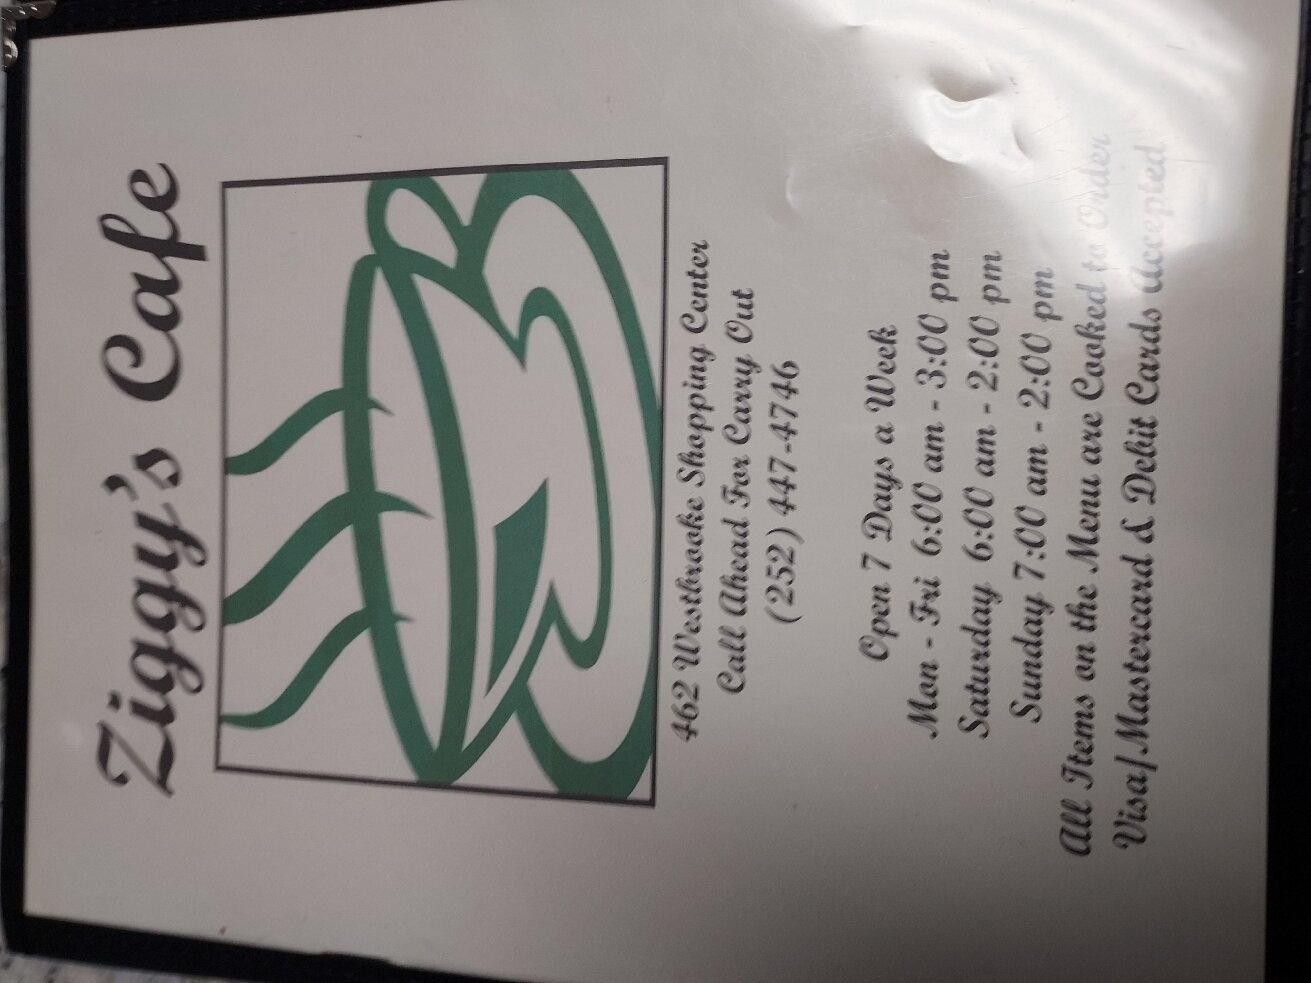 Ziggy's Cafe
462 Westbrooke Shopping Center
Call Ahead For Carry Out
(252) 447-4746
Open 7 Days a Week
Mon - Fri 6:00 am - 3:00 pm
Saturday 6:00 am - 2:00 pm
Sunday 7:00 am - 2:00 pm
All Items on the Menu are Cooked to Order
Visa/Mastercard & Debit Cards Accepted